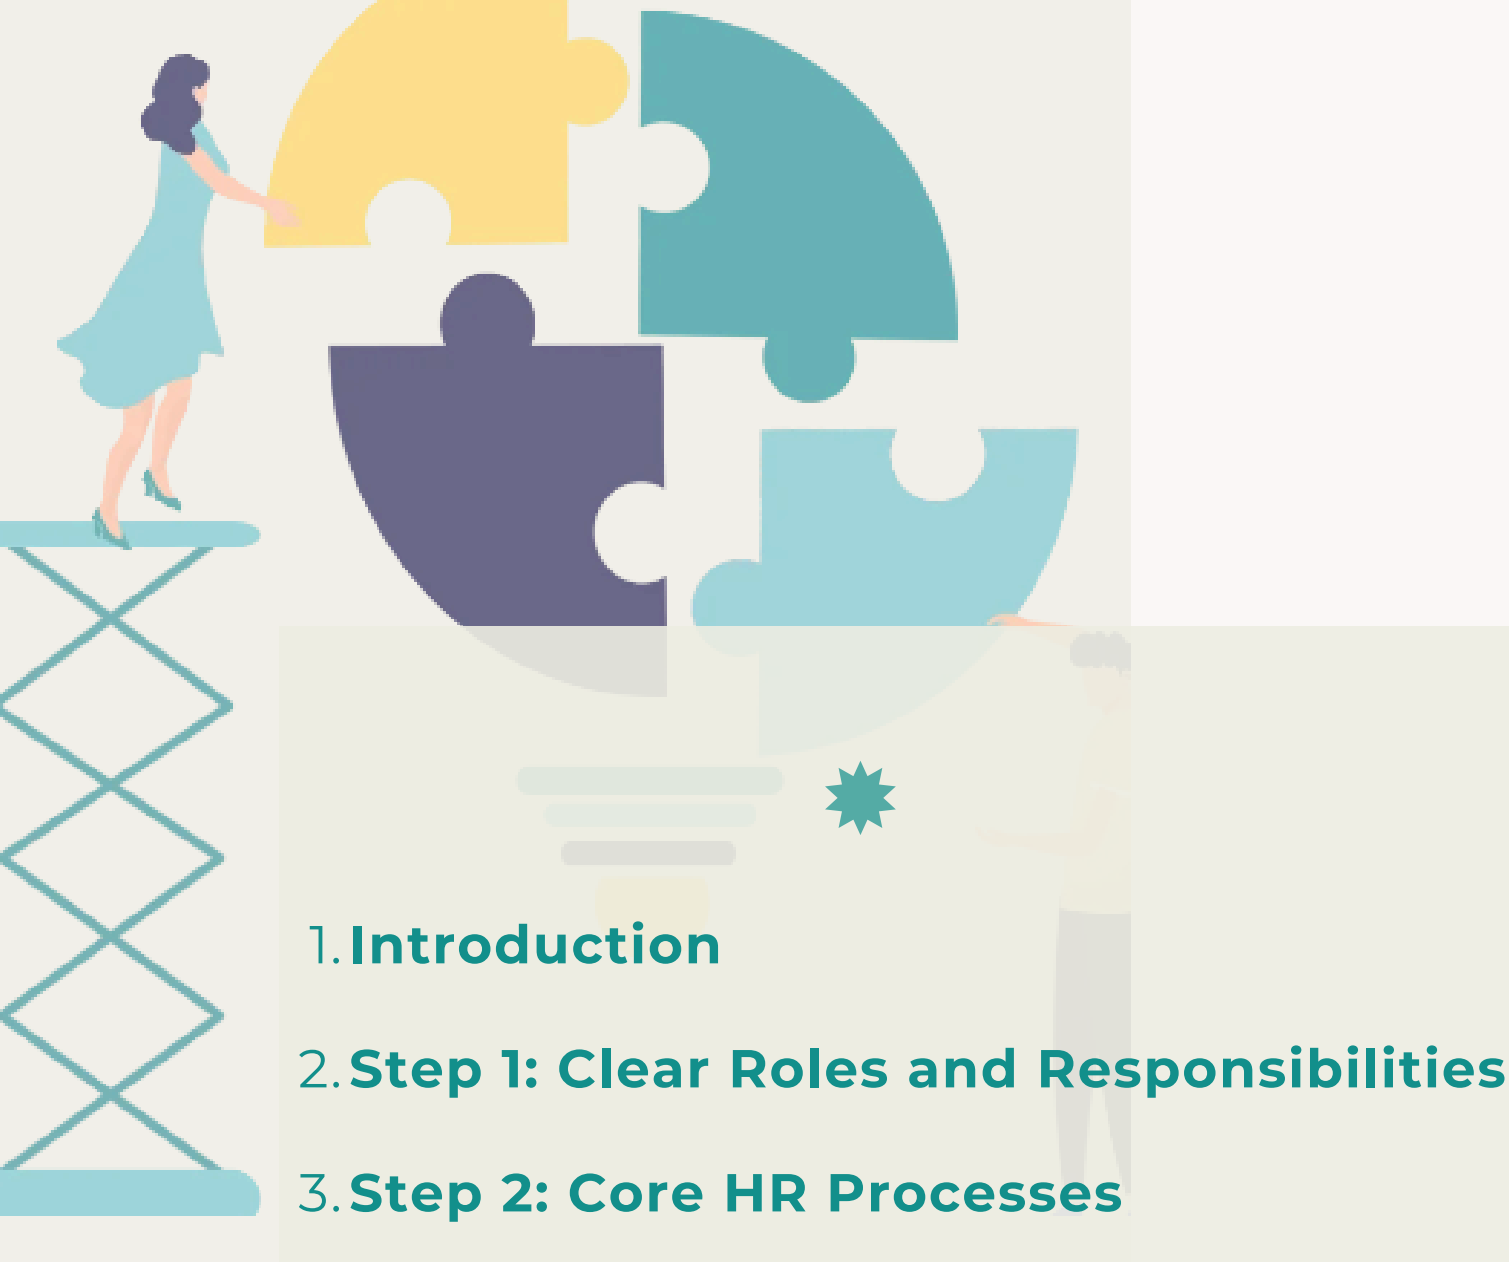 1. Introduction
2. Step 1: Clear Roles and Responsibilities
3. Step 2: Core HR Processes